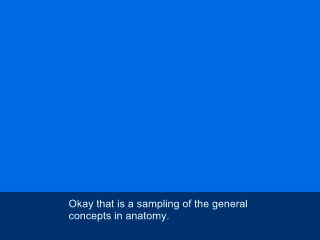 Okay that is a sampling of the general
concepts in anatomy.